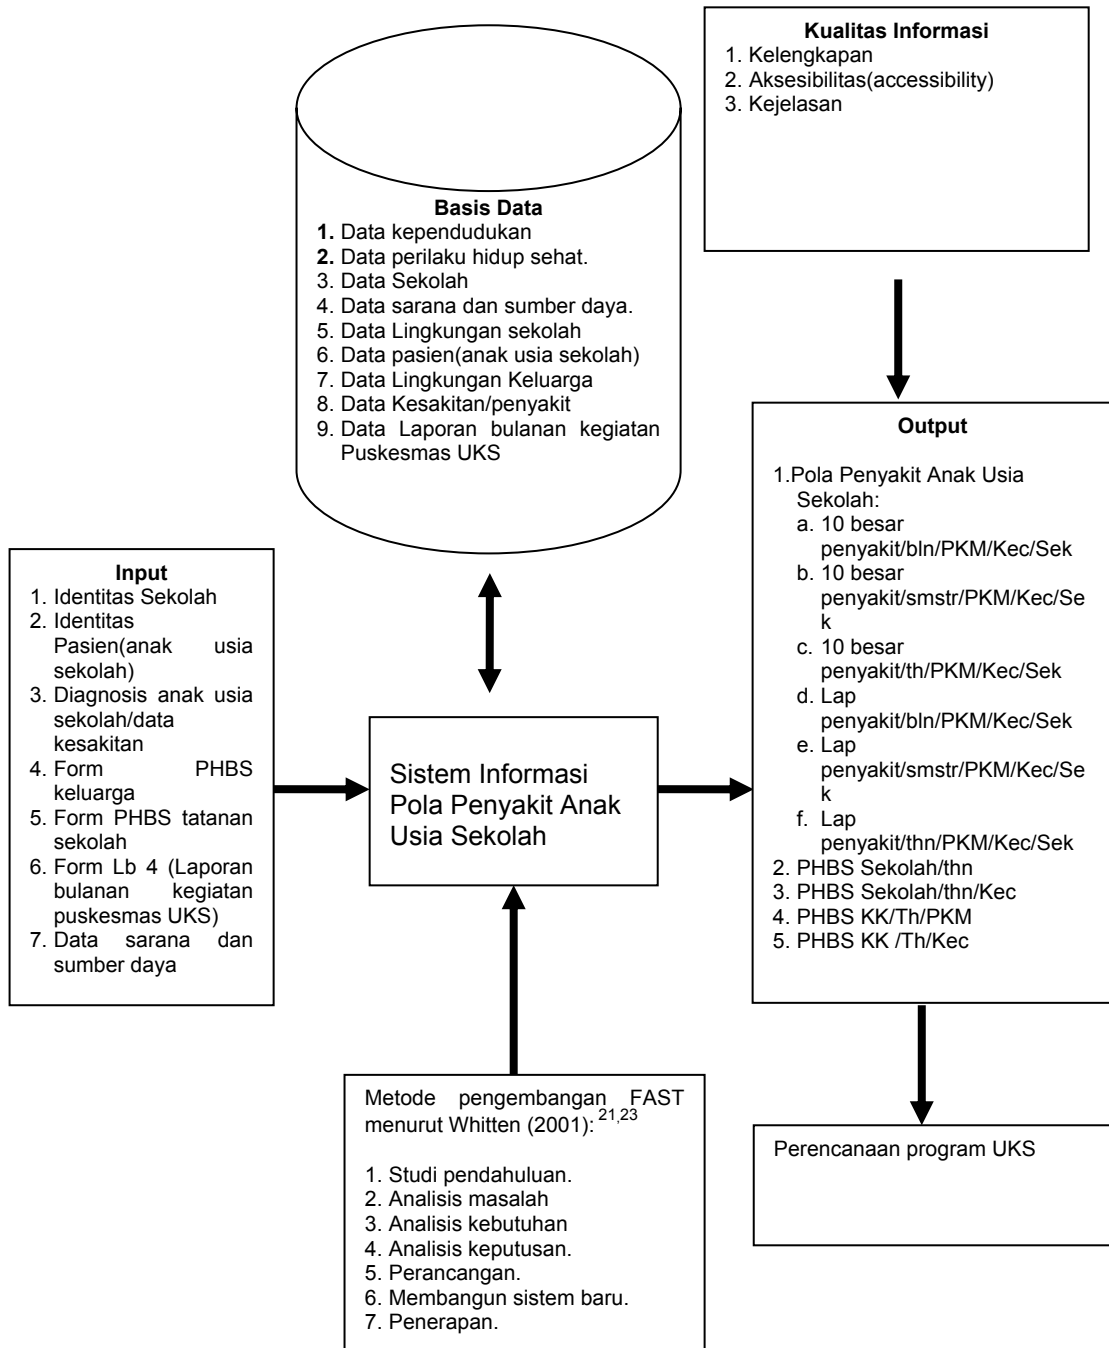 Kualitas Informasi
1. Kelengkapan
2. Aksesibilitas(accessibility)
3. Kejelasan
Basis Data
1. Data kependudukan
2. Data perilaku hidup sehat.
3. Data Sekolah
4. Data sarana dan sumber daya.
5. Data Lingkungan sekolah
6. Data pasien(anak usia sekolah)
7. Data Lingkungan Keluarga
8. Data Kesakitan/penyakit
9. Data Laporan bulanan kegiatan
Puskesmas UKS
Input
1. Identitas Sekolah
2. Identitas
Pasien(anak usia
sekolah)
3. Diagnosis anak usia
sekolah/data
kesakitan
4. Form PHBS
keluarga
5. Form PHBS tatanan
sekolah
6. Form Lb 4 (Laporan
bulanan kegiatan
puskesmas UKS)
7. Data sarana dan
sumber daya
Sistem Informasi
Pola Penyakit Anak
Usia Sekolah
Output
1.Pola Penyakit Anak Usia
Sekolah:
a. 10 besar
penyakit/bln/PKM/Kec/Sek
b. 10 besar
penyakit/smstr/PKM/Kec/Se
k
c. 10 besar
penyakit/th/PKM/Kec/Sek
d. Lap
penyakit/bln/PKM/Kec/Sek
e. Lap
penyakit/smstr/PKM/Kec/Se
k
f. Lap
penyakit/thn/PKM/Kec/Sek
2. PHBS Sekolah/thn
3. PHBS Sekolah/thn/Kec
4. PHBS KK/Th/PKM
5. PHBS KK /Th/Kec
Metode pengembangan FAST
menurut Whitten (2001): 21,23
1. Studi pendahuluan.
2. Analisis masalah
3. Analisis kebutuhan
4. Analisis keputusan.
5. Perancangan.
6. Membangun sistem baru.
7. Penerapan.
Perencanaan program UKS